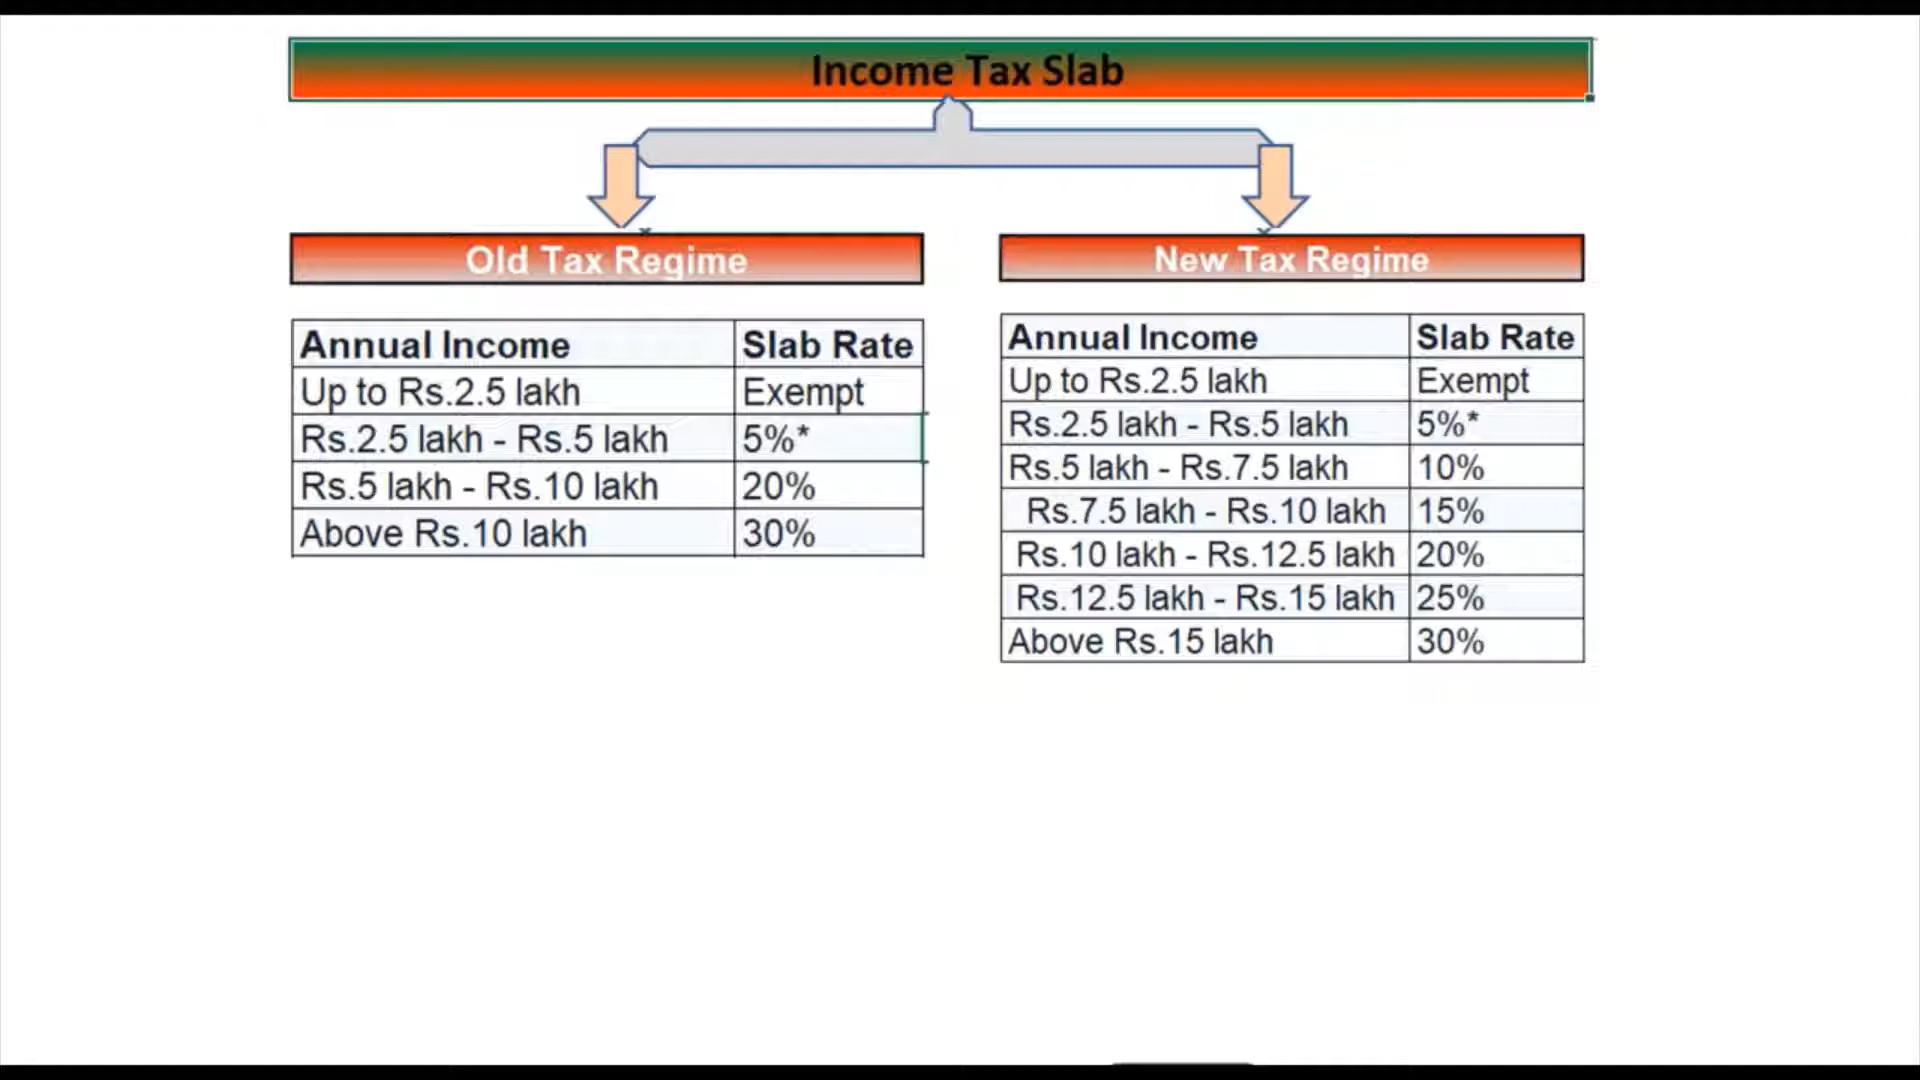 Income Tax Slab
Old Tax Regime
Annual Income Slab Rate
Up to Rs.2.5 lakh Exempt
Rs.2.5 lakh - Rs.5 lakh 5%*
Rs.5 lakh - Rs.10 lakh 20%
Above Rs.10 lakh 30%
New Tax Regime
Annual Income Slab Rate
Up to Rs.2.5 lakh Exempt
Rs.2.5 lakh - Rs.5 lakh 5%*
Rs.5 lakh - Rs.7.5 lakh 10%
Rs.7.5 lakh - Rs.10 lakh 15%
Rs.10 lakh - Rs.12.5 lakh 20%
Rs.12.5 lakh - Rs.15 lakh 25%
Above Rs.15 lakh 30%